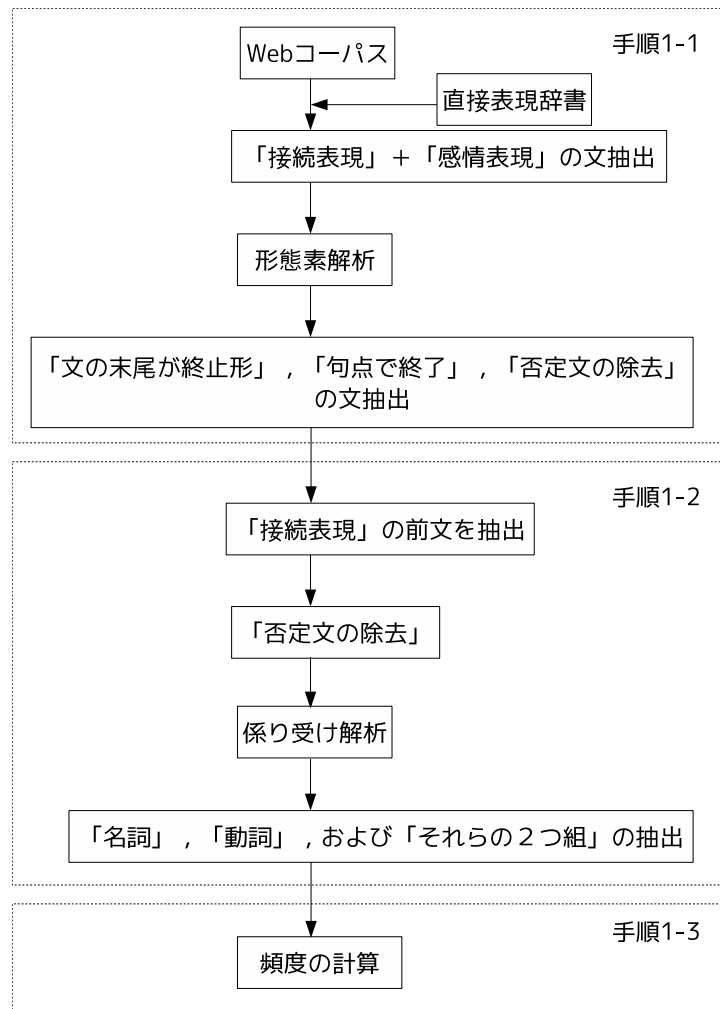 手順1-1
Webコーパス
直接表現辞書
「接続表現」+「感情表現」の文抽出
形態素解析
「文の末尾が終止形」,「句点で終了」,「否定文の除去」
の文抽出
手順1-2
「接続表現」の前文を抽出
「否定文の除去」
係り受け解析
「名詞」,「動詞」,および「それらの2つ組」の抽出
手順1-3
頻度の計算